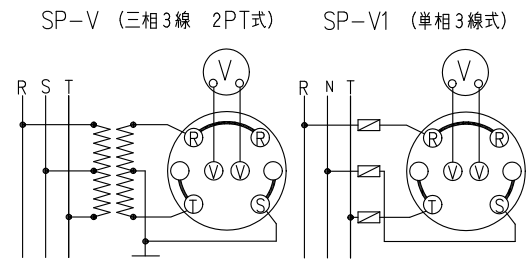 SP-V (三相3線 2PT式) SP-V1 (単相3線式)
V V
R S T R N T
R R R R
V V V V
T S T S